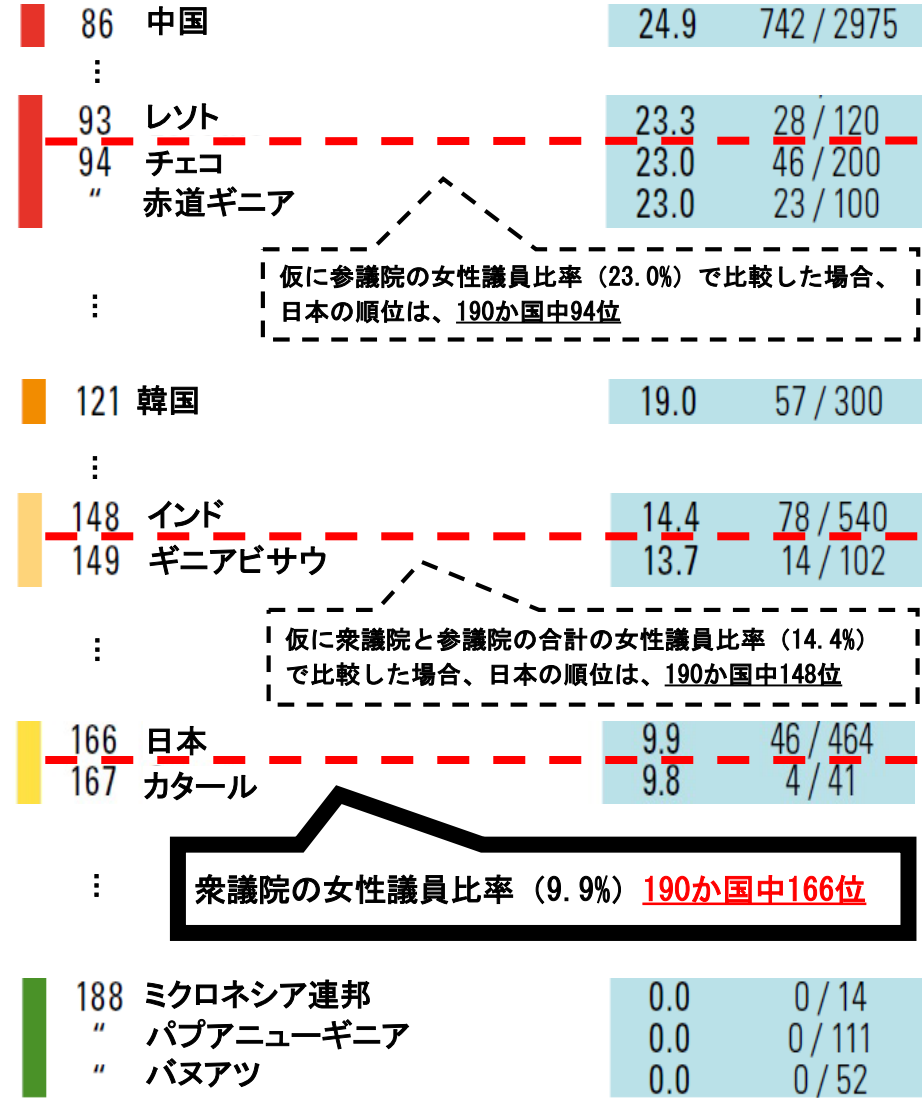 86 中国 24.9 742 / 2975
⋮
93 レソト 23.3 28 / 120
94 チェコ 23.0 46 / 200
〃 赤道ギニア 23.0 23 / 100
仮に参議院の女性議員比率（23.0%）で比較した場合、
日本の順位は、190か国中94位
⋮
121 韓国 19.0 57 / 300
⋮
148 インド 14.4 78 / 540
149 ギニアビサウ 13.7 14 / 102
仮に衆議院と参議院の合計の女性議員比率（14.4%）
で比較した場合、日本の順位は、190か国中148位
⋮
166 日本 9.9 46 / 464
167 カタール 9.8 4 / 41
衆議院の女性議員比率（9.9%）190か国中166位
⋮
188 ミクロネシア連邦 0.0 0 / 14
〃 パプアニューギニア 0.0 0 / 111
〃 バヌアツ 0.0 0 / 52